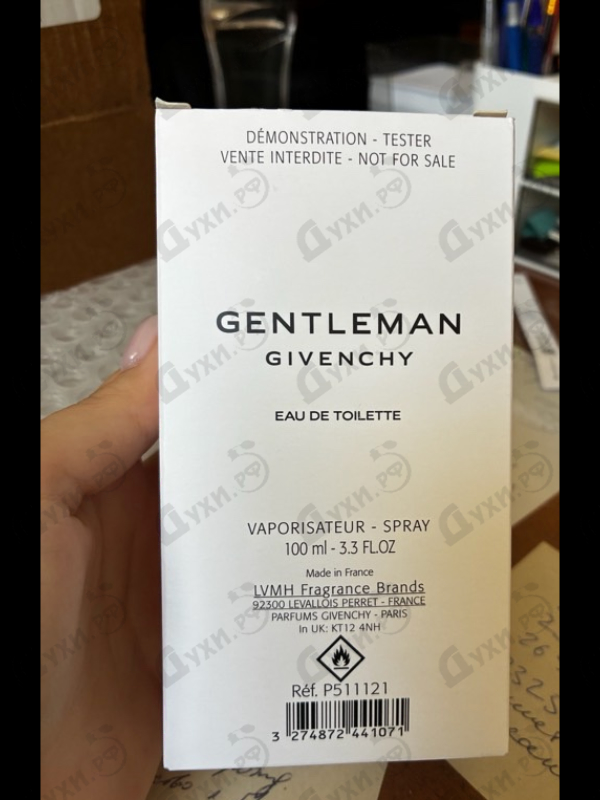 DÉMONSTRATION - TESTER
VENTE INTERDITE - NOT FOR SALE
GENTLEMAN
GIVENCHY
EAU DE TOILETTE
VAPORISATEUR - SPRAY
100 ml - 3.3 FL.OZ
Made in France
LVMH Fragrance Brands
92300 LEVALLOIS PERRET - FRANCE
PARFUMS GIVENCHY - PARIS
In UK: KT12 4NH
Réf. P511121
3 274872 441071
Духи.рф